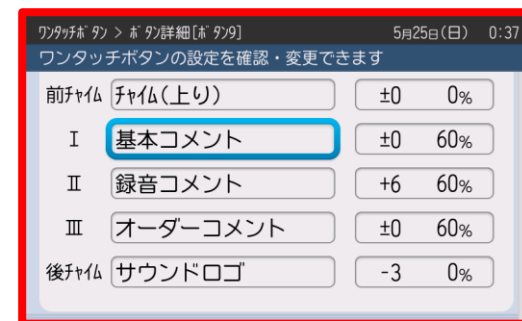 ﾜﾝﾀｯﾁﾎﾞﾀﾝ > ﾎﾞﾀﾝ詳細[ﾎﾞﾀﾝ9] 5月25日(日) 0:37
ワンタッチボタンの設定を確認・変更できます
前ﾁｬｲﾑ ﾁｬｲﾑ(上り) ±0 0%
Ⅰ 基本コメント ±0 60%
Ⅱ 録音コメント +6 60%
Ⅲ オーダーコメント ±0 60%
後ﾁｬｲﾑ サウンドロゴ -3 0%